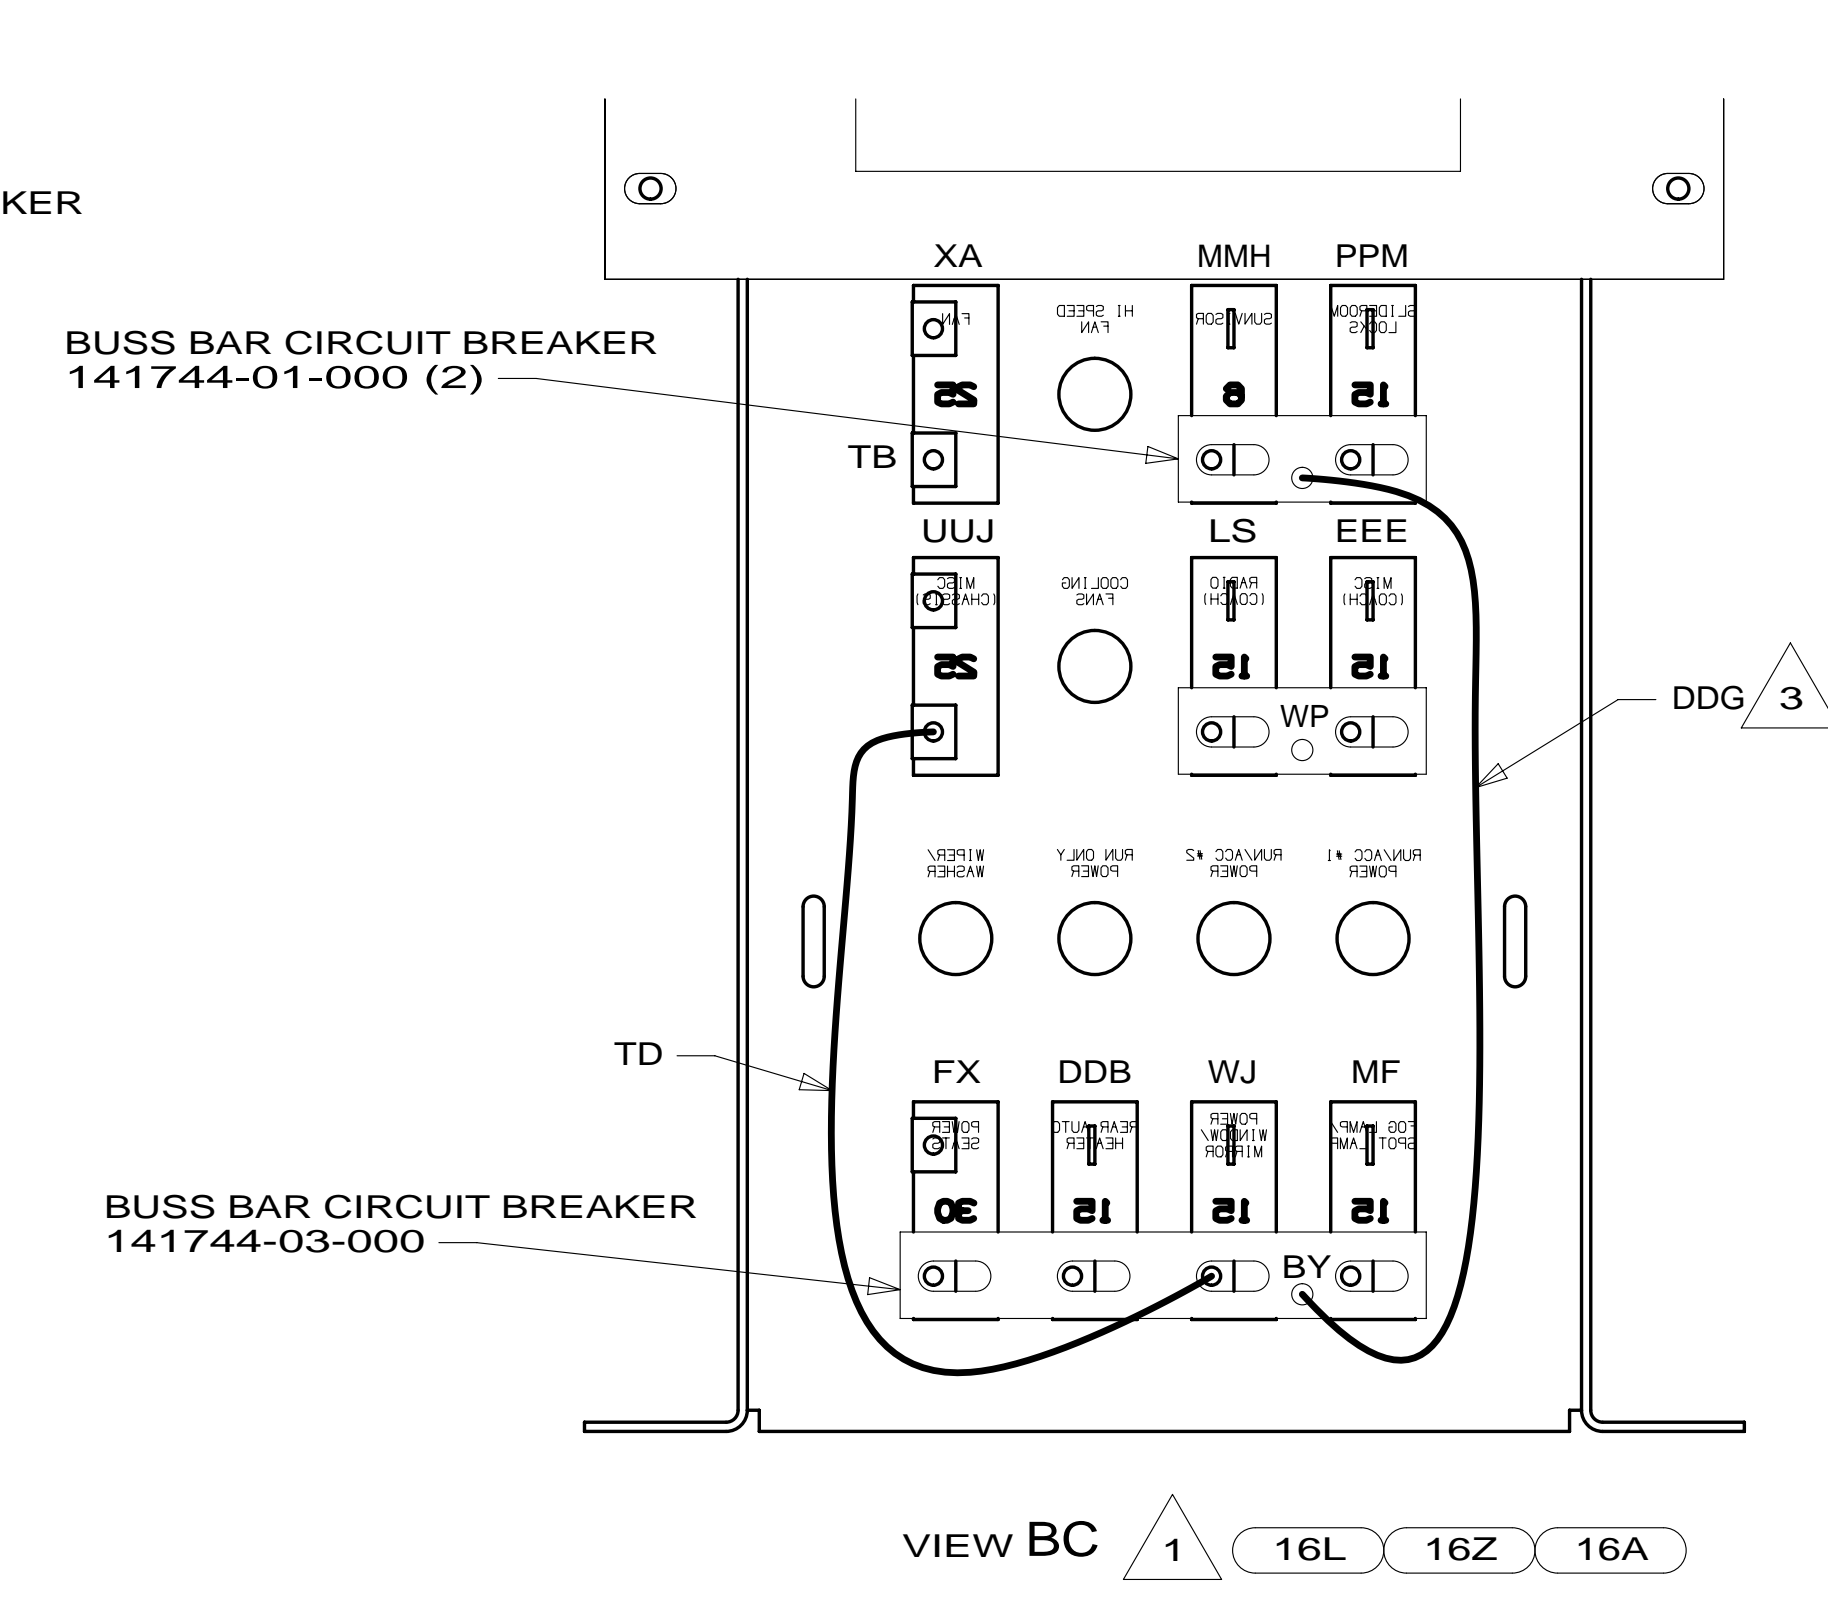 KER
XA
MMH
PPM
BUSS BAR CIRCUIT BREAKER
141744-01-000 (2)
FAN
HI SPEED
FAN
SUNVISOR
SLIDEROOM
LOCKS
25
6
15
TB
UUJ
LS
EEE
MISC
(CHASSIS)
COOLING
FANS
RADIO
(COACH)
MISC
(COACH)
25
15
15
WP
DDG
3
WIPER/
WASHER
RUN ONLY
POWER
RUN/ACC #2
POWER
RUN/ACC #1
POWER
TD
FX
DDB
WJ
MF
POWER
SEATS
REAR AUTO
HEATER
POWER
WINDOW/
MIRROR
FOG LAMP/
SPOT LAMP
30
15
15
15
BUSS BAR CIRCUIT BREAKER
141744-03-000
BY
VIEW BC
1
16L
16Z
16A